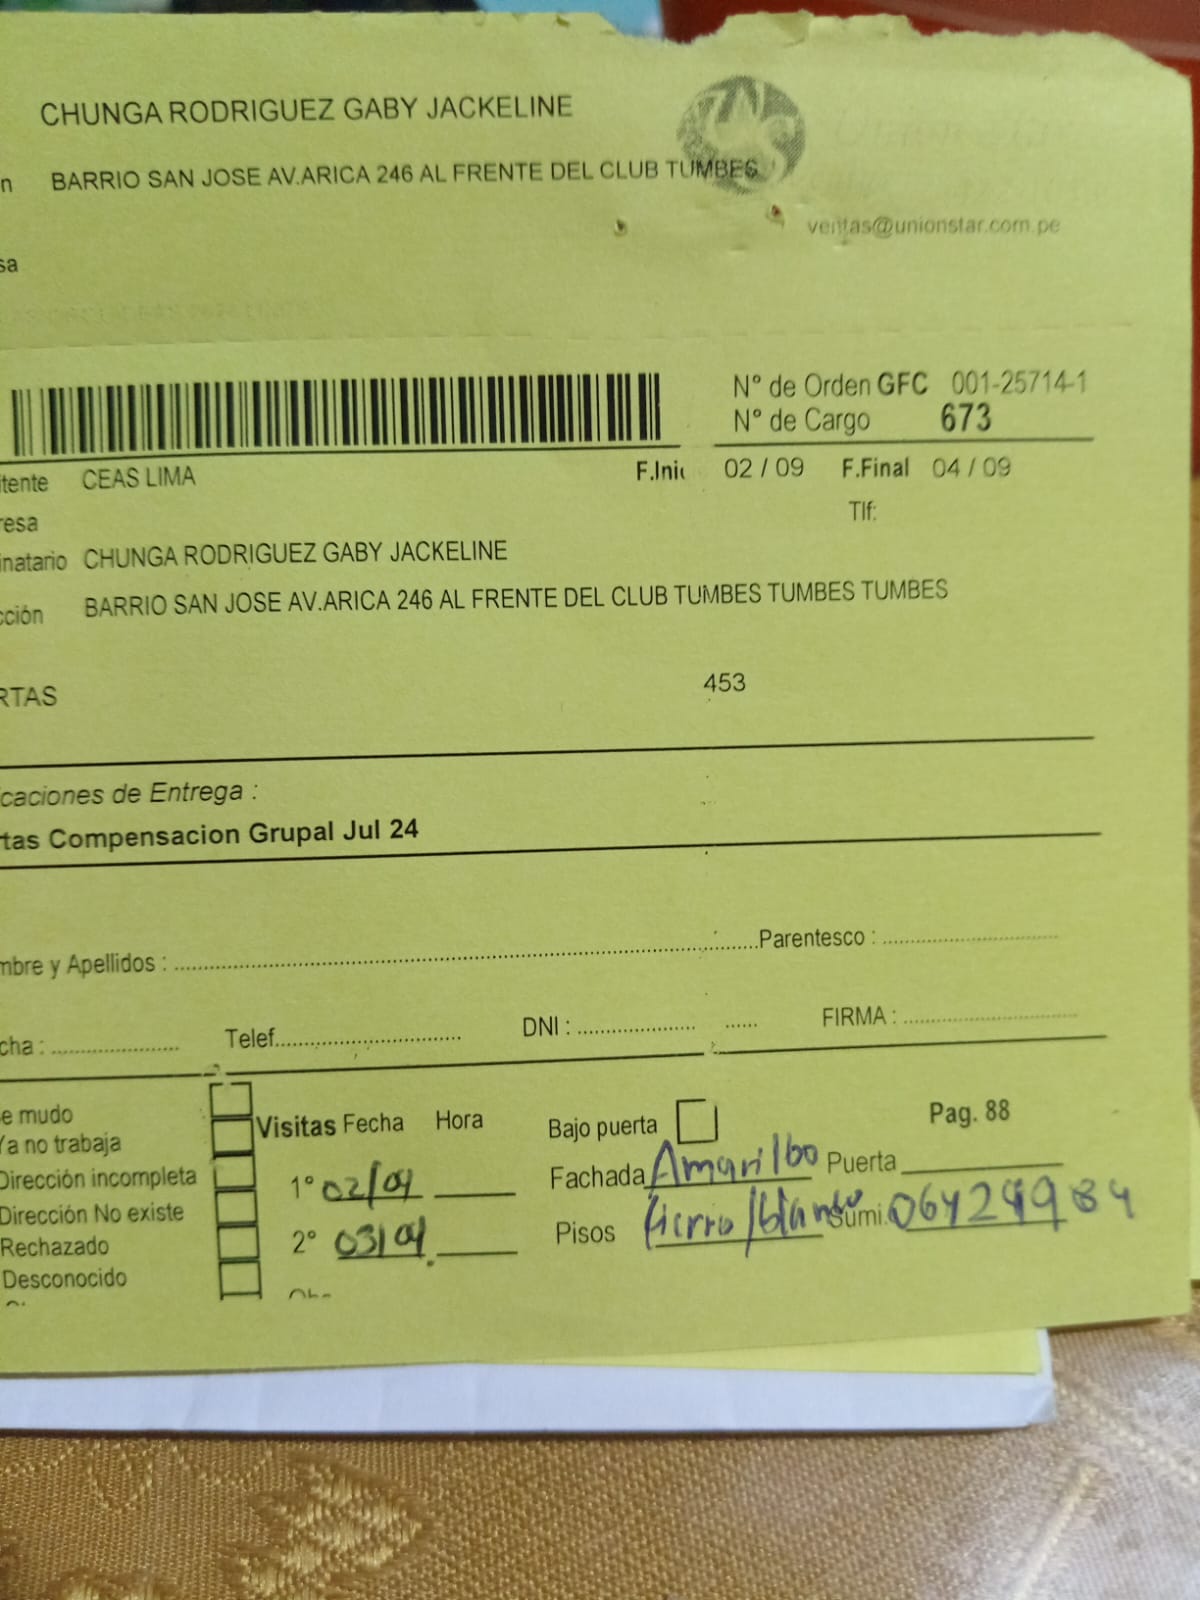 CHUNGA RODRIGUEZ GABY JACKELINE
n BARRIO SAN JOSE AV.ARICA 246 AL FRENTE DEL CLUB TUMBES
ventas@unionstar.com.pe
sa
N° de Orden GFC 001-25714-1
N° de Cargo 673
itente CEAS LIMA F.Inic 02 / 09 F.Final 04 / 09
resa Tlf:
inatario CHUNGA RODRIGUEZ GABY JACKELINE
cción BARRIO SAN JOSE AV.ARICA 246 AL FRENTE DEL CLUB TUMBES TUMBES TUMBES
RTAS 453
caciones de Entrega :
rtas Compensacion Grupal Jul 24
mbre y Apellidos : Parentesco :
cha : Telef. DNI : FIRMA :
e mudo
Ya no trabaja
Dirección incompleta
Dirección No existe
Rechazado
Desconocido
Visitas Fecha Hora
1° 02/09
2° 03/09
Bajo puerta Pag. 88
Fachada Amarillo Puerta
Pisos fierro/blanco Sumi. 06429984